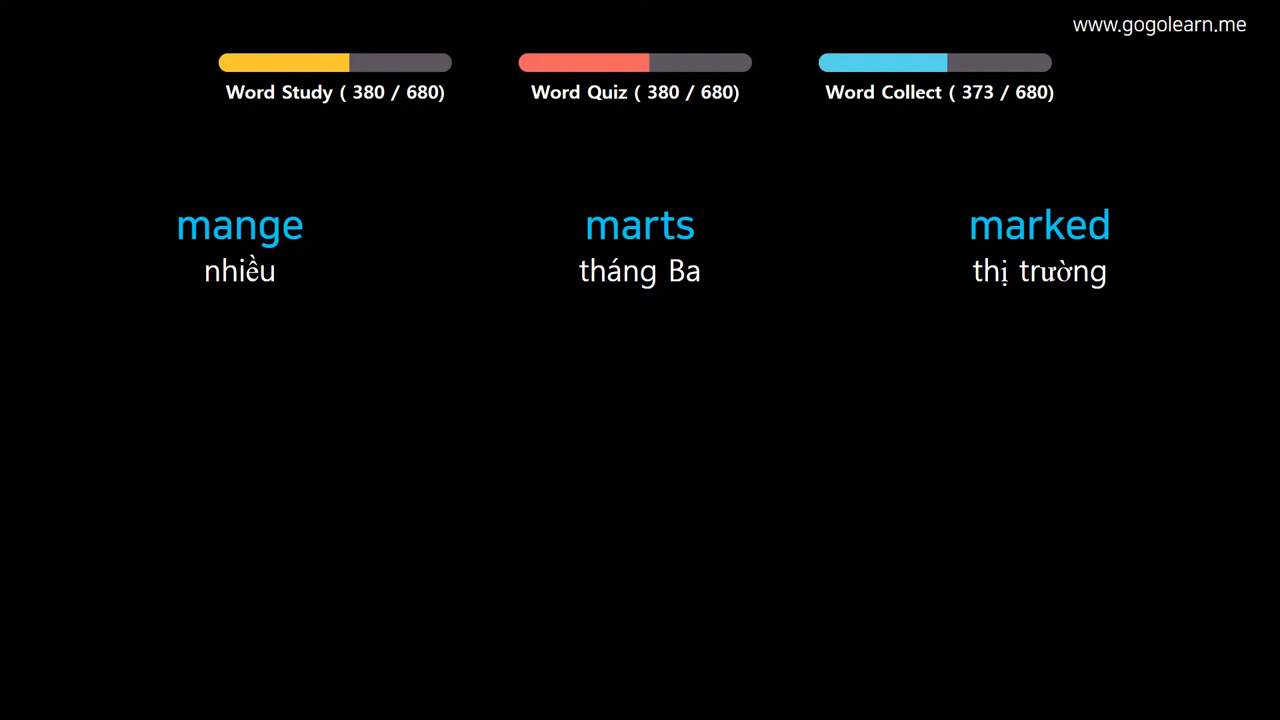 www.gogolearn.me
Word Study ( 380 / 680)
Word Quiz ( 380 / 680)
Word Collect ( 373 / 680)
mange
nhiều
marts
tháng Ba
marked
thị trường